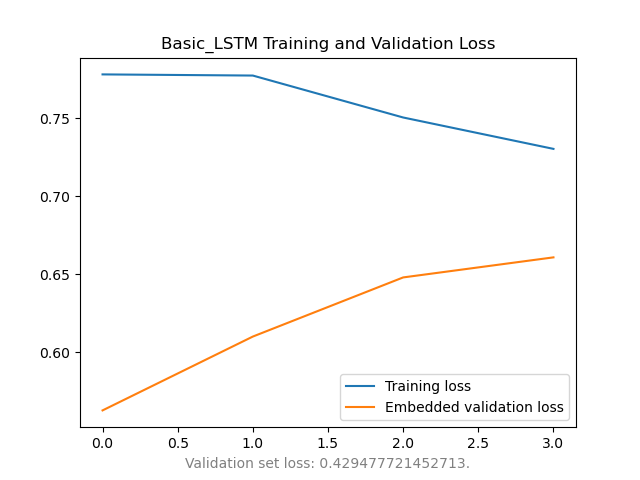 Basic_LSTM Training and Validation Loss
0.75
0.70
0.65
0.60
Training loss
Embedded validation loss
0.0 0.5 1.0 1.5 2.0 2.5 3.0
Validation set loss: 0.429477721452713.